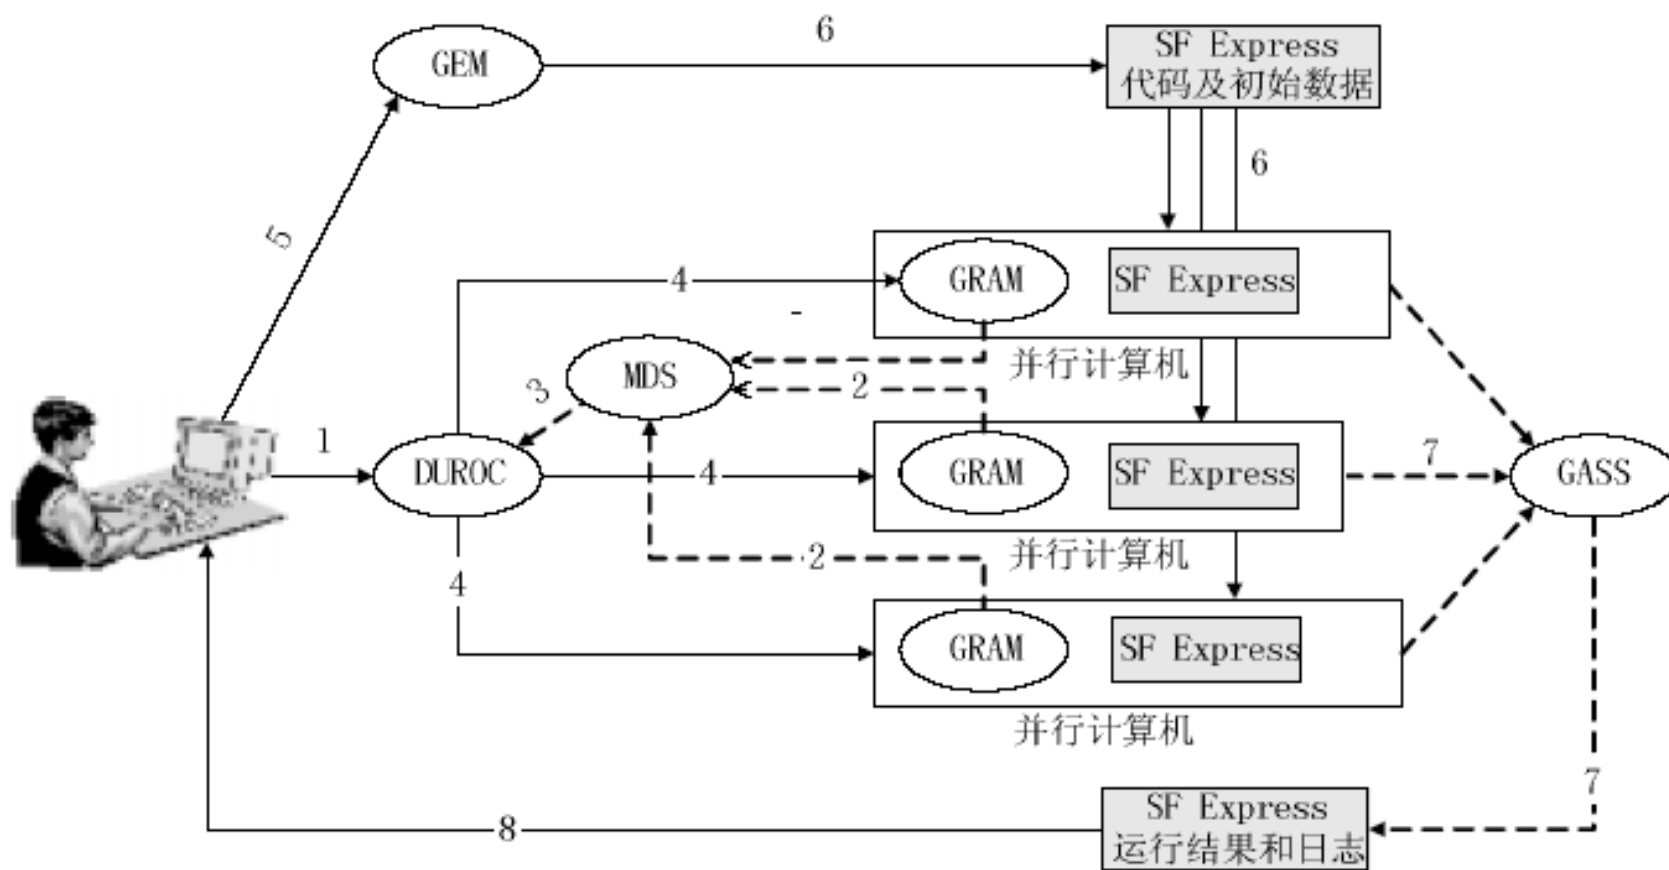 6
GEM
SF Express
代码及初始数据
6
5
4
GRAM
SF Express
并行计算机
MDS
3
2
1
DUROC
4
GRAM
SF Express
7
GASS
并行计算机
2
4
GRAM
SF Express
并行计算机
7
SF Express
运行结果和日志
8